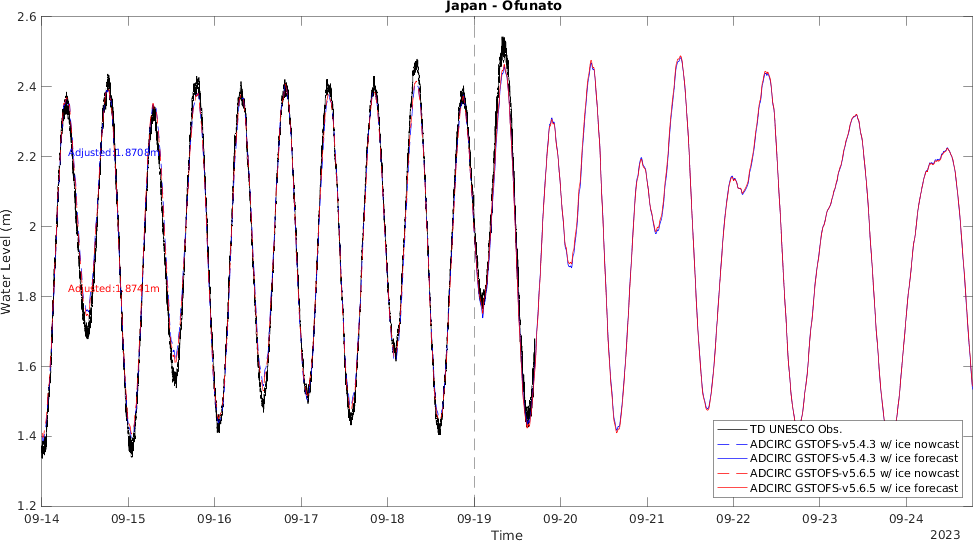 Japan - Ofunato
2.6
2.4
2.2
2
1.8
1.6
1.4
1.2
Water Level (m)
Adjusted:1.8708m
Adjusted:1.8741m
TD UNESCO Obs.
ADCIRC GSTOFS-v5.4.3 w/ ice nowcast
ADCIRC GSTOFS-v5.4.3 w/ ice forecast
ADCIRC GSTOFS-v5.6.5 w/ ice nowcast
ADCIRC GSTOFS-v5.6.5 w/ ice forecast
09-14 09-15 09-16 09-17 09-18 09-19 09-20 09-21 09-22 09-23 09-24
Time
2023